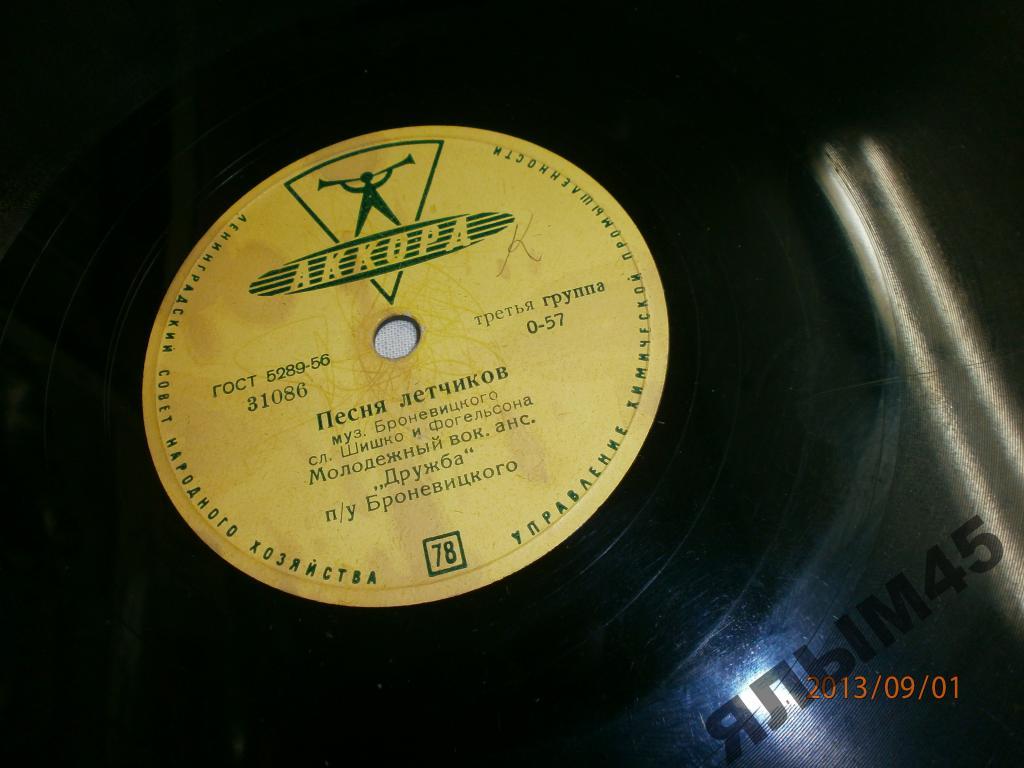 АККОРД
ЛЕНИНГРАДСКИЙ СОВЕТ НАРОДНОГО ХОЗЯЙСТВА
УПРАВЛЕНИЕ ХИМИЧЕСКОЙ ПРОМЫШЛЕННОСТИ
К
третья группа
0-57
ГОСТ 5289-56
31086
Песня летчиков
муз. Броневицкого
сл. Шишко и Фогельсона
Молодежный вок. анс.
„Дружба“
п/у Броневицкого
78
ЯЛЫМ45
2013/09/01